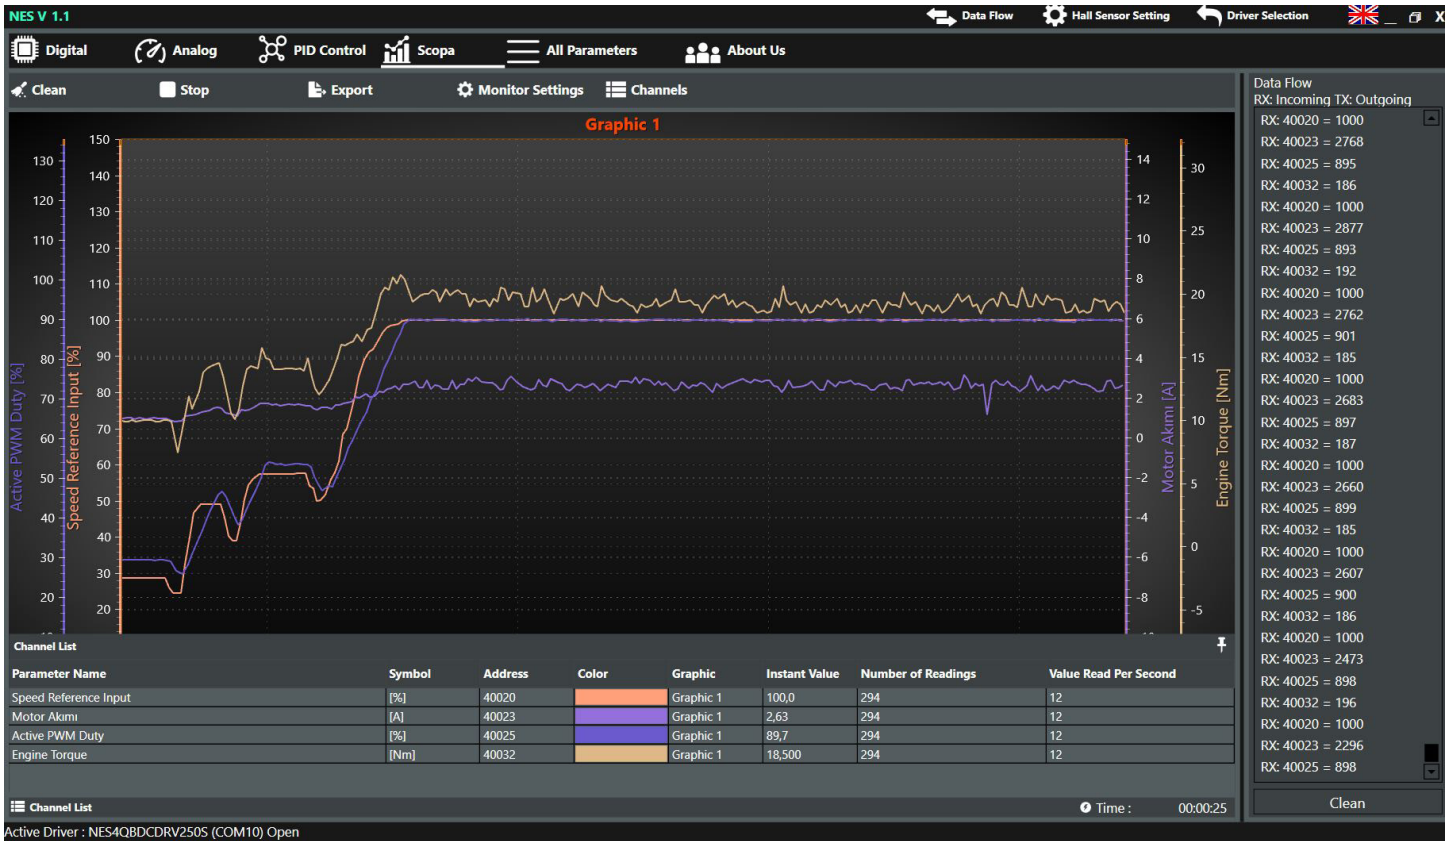 NES V 1.1
Data Flow
Hall Sensor Setting
Driver Selection
_ X
Digital
Analog
PID Control
Scopa
All Parameters
About Us
Clean
Stop
Export
Monitor Settings
Channels
Graphic 1
130
120
110
100
90
80
70
60
50
40
30
20
Active PWM Duty [%]
150
140
130
120
110
100
90
80
70
60
50
40
30
20
Speed Reference Input [%]
14
12
10
8
6
4
2
0
-2
-4
-6
-8
Motor Akımı [A]
30
25
20
15
10
5
0
-5
Engine Torque [Nm]
Channel List
Parameter Name Symbol Address Color Graphic Instant Value Number of Readings Value Read Per Second
Speed Reference Input [%] 40020 Graphic 1 100,0 294 12
Motor Akımı [A] 40023 Graphic 1 2,63 294 12
Active PWM Duty [%] 40025 Graphic 1 89,7 294 12
Engine Torque [Nm] 40032 Graphic 1 18,500 294 12
Channel List
Time : 00:00:25
Data Flow
RX: Incoming TX: Outgoing
RX: 40020 = 1000
RX: 40023 = 2768
RX: 40025 = 895
RX: 40032 = 186
RX: 40020 = 1000
RX: 40023 = 2877
RX: 40025 = 893
RX: 40032 = 192
RX: 40020 = 1000
RX: 40023 = 2762
RX: 40025 = 901
RX: 40032 = 185
RX: 40020 = 1000
RX: 40023 = 2683
RX: 40025 = 897
RX: 40032 = 187
RX: 40020 = 1000
RX: 40023 = 2660
RX: 40025 = 899
RX: 40032 = 185
RX: 40020 = 1000
RX: 40023 = 2607
RX: 40025 = 900
RX: 40032 = 186
RX: 40020 = 1000
RX: 40023 = 2473
RX: 40025 = 898
RX: 40032 = 196
RX: 40020 = 1000
RX: 40023 = 2296
RX: 40025 = 898
Clean
Active Driver : NES4QBDCDRV250S (COM10) Open